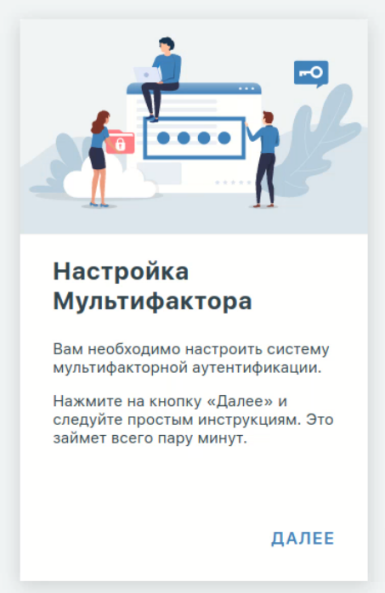 Настройка
Мультифактора
Вам необходимо настроить систему
мультифакторной аутентификации.
Нажмите на кнопку «Далее» и
следуйте простым инструкциям. Это
займет всего пару минут.
ДАЛЕЕ